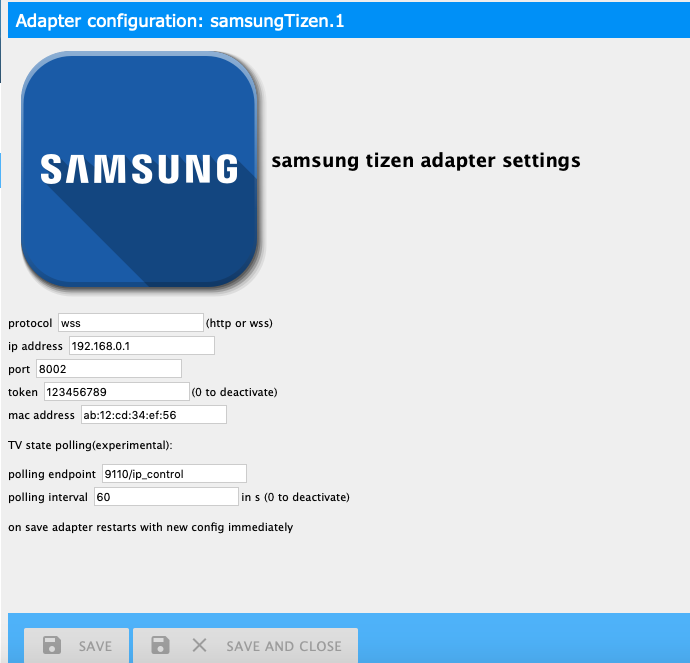 Adapter configuration: samsungTizen.1
SAMSUNG
samsung tizen adapter settings
protocol wss (http or wss)
ip address 192.168.0.1
port 8002
token 123456789 (0 to deactivate)
mac address ab:12:cd:34:ef:56
TV state polling(experimental):
polling endpoint 9110/ip_control
polling interval 60 in s (0 to deactivate)
on save adapter restarts with new config immediately
SAVE SAVE AND CLOSE